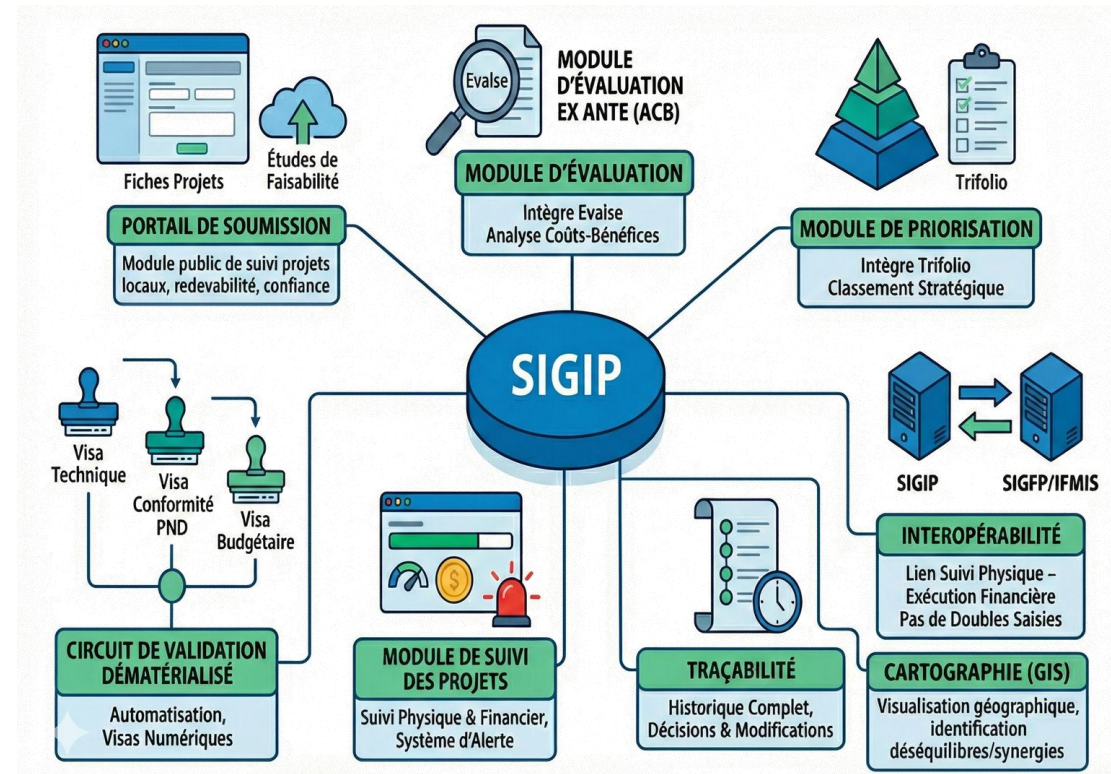 Fiches Projets
Études de
Faisabilité
PORTAIL DE SOUMISSION
Module public de suivi projets
locaux, redevabilité, confiance
Evalse
MODULE
D'ÉVALUATION
EX ANTE (ACB)
MODULE D'ÉVALUATION
Intègre Evaise
Analyse Coûts-Bénéfices
Trifolio
MODULE DE PRIORISATION
Intègre Trifolio
Classement Stratégique
SIGIP
Visa
Technique
Visa
Conformité
PND
Visa
Budgétaire
CIRCUIT DE VALIDATION
DÉMATÉRIALISÉ
Automatisation,
Visas Numériques
$
MODULE DE SUIVI
DES PROJETS
Suivi Physique & Financier,
Système d'Alerte
TRAÇABILITÉ
Historique Complet,
Décisions & Modifications
SIGIP
SIGFP/IFMIS
INTEROPÉRABILITÉ
Lien Suivi Physique –
Exécution Financière
Pas de Doubles Saisies
CARTOGRAPHIE (GIS)
Visualisation géographique,
identification
déséquilibres/synergies